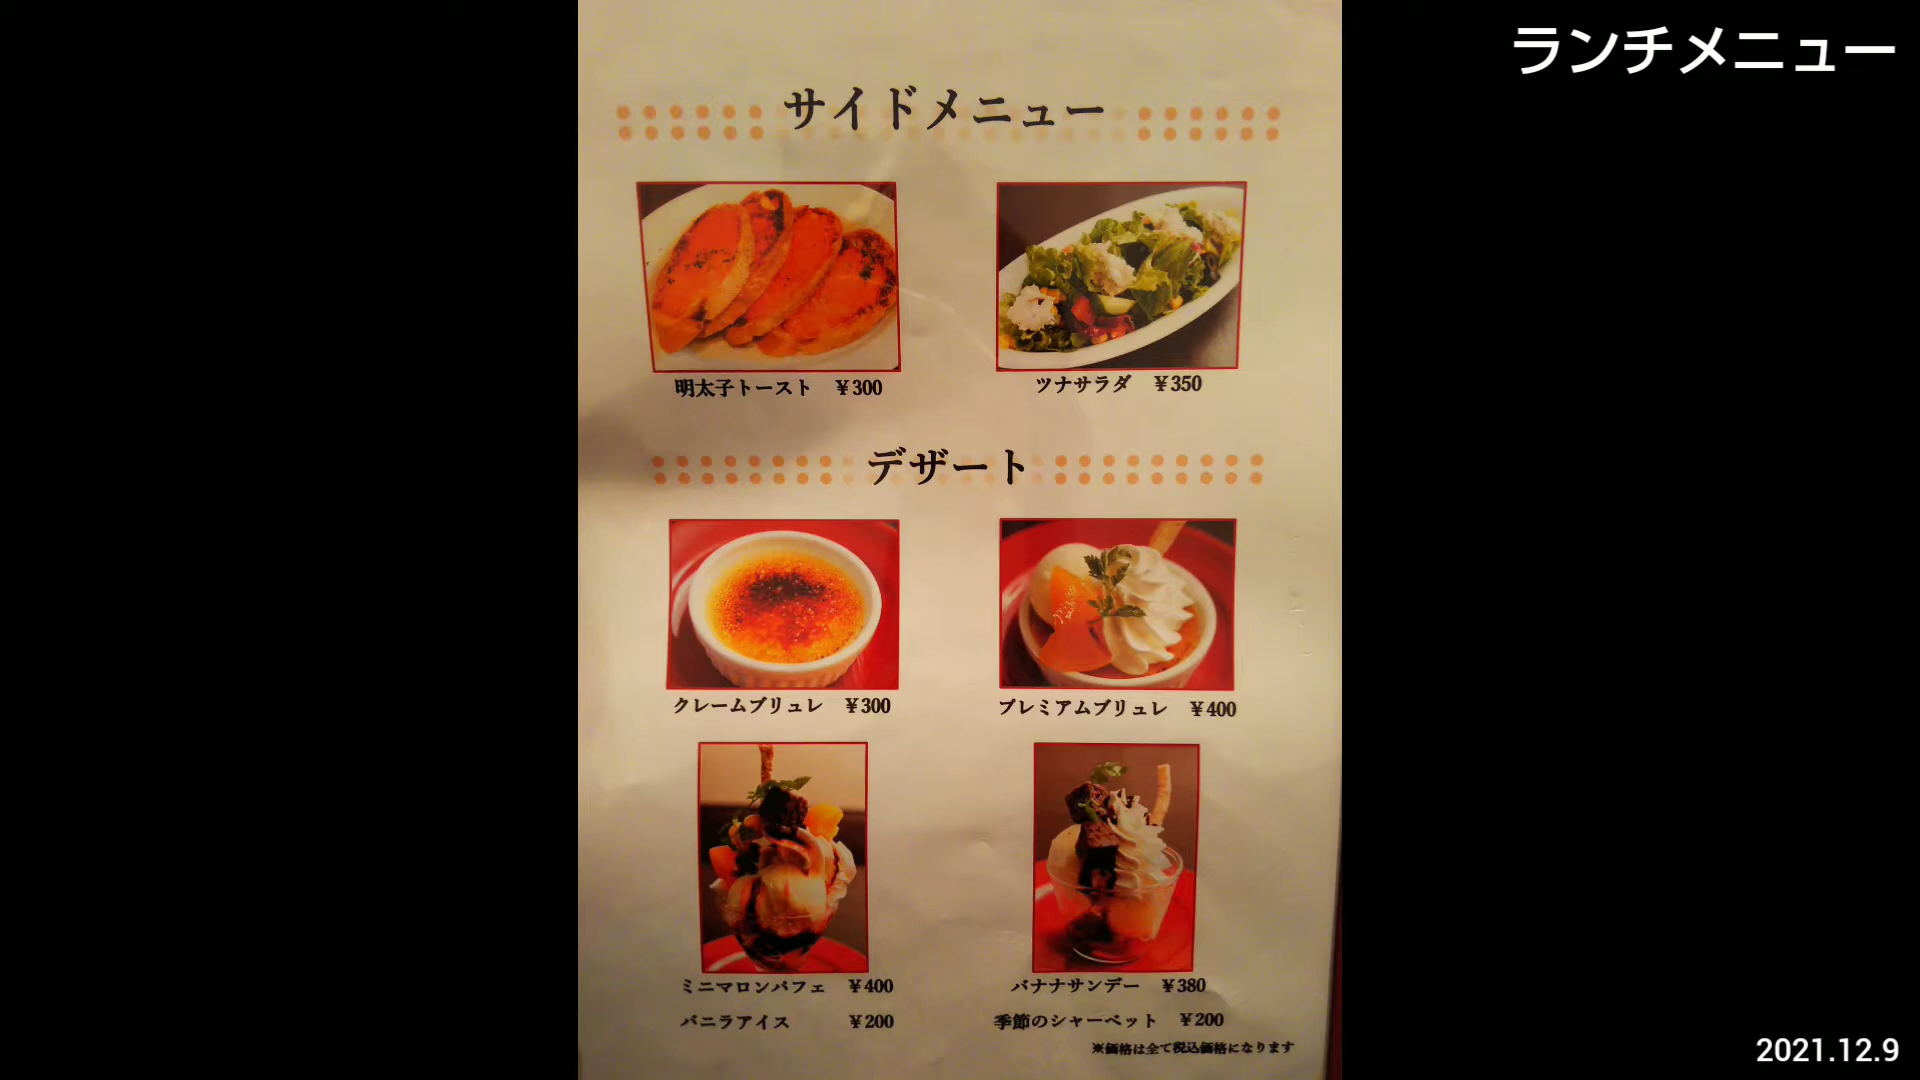 ランチメニュー
サイドメニュー
明太子トースト ￥300
ツナサラダ ￥350
デザート
クレームブリュレ ￥300
プレミアムブリュレ ￥400
ミニマロンパフェ ￥400
バナナサンデー ￥380
バニラアイス ￥200
季節のシャーベット ￥200
※価格は全て税込価格になります
2021.12.9